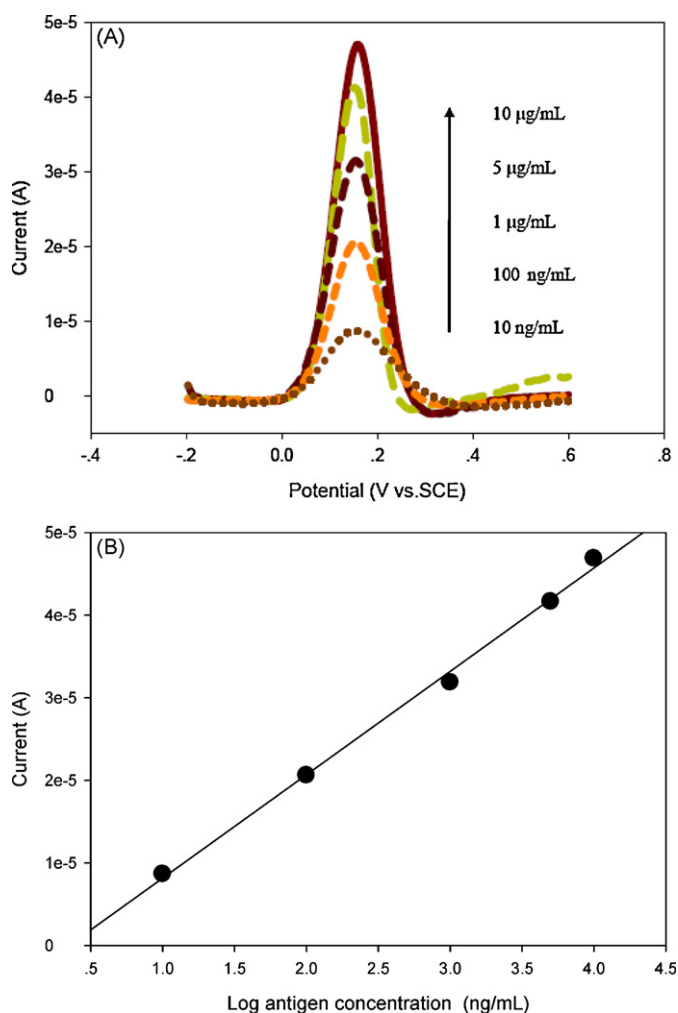 (A)
5e-5
4e-5
3e-5
2e-5
1e-5
0
Current (A)
10 µg/mL
5 µg/mL
1 µg/mL
100 ng/mL
10 ng/mL
-.4 -.2 0.0 .2 .4 .6 .8
Potential (V vs.SCE)
(B)
5e-5
4e-5
3e-5
2e-5
1e-5
0
Current (A)
.5 1.0 1.5 2.0 2.5 3.0 3.5 4.0 4.5
Log antigen concentration (ng/mL)